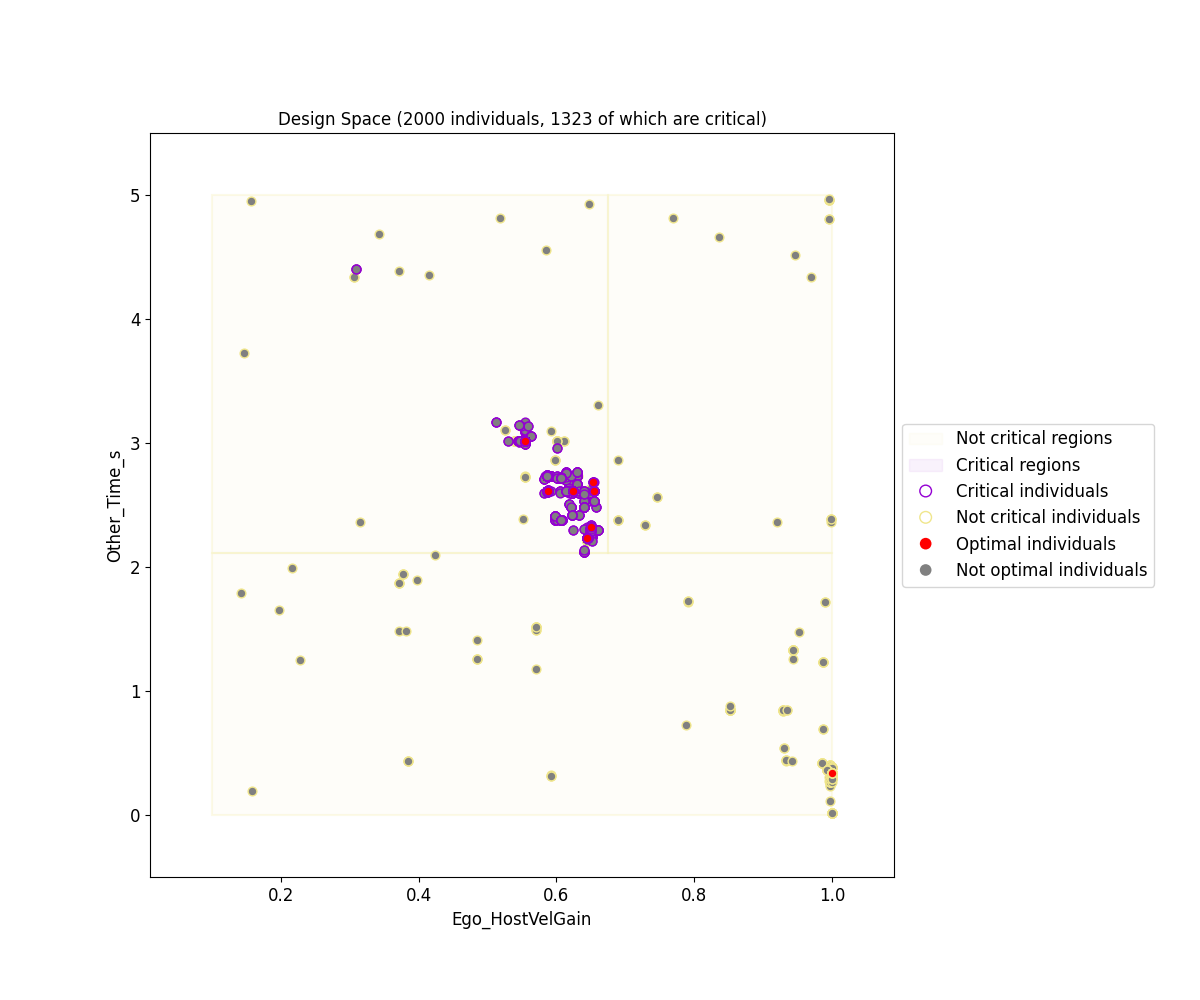 Design Space (2000 individuals, 1323 of which are critical)
5
4
3
2
1
0
Other_Time_s
0.2
0.4
0.6
0.8
1.0
Ego_HostVelGain
Not critical regions
Critical regions
Critical individuals
Not critical individuals
Optimal individuals
Not optimal individuals